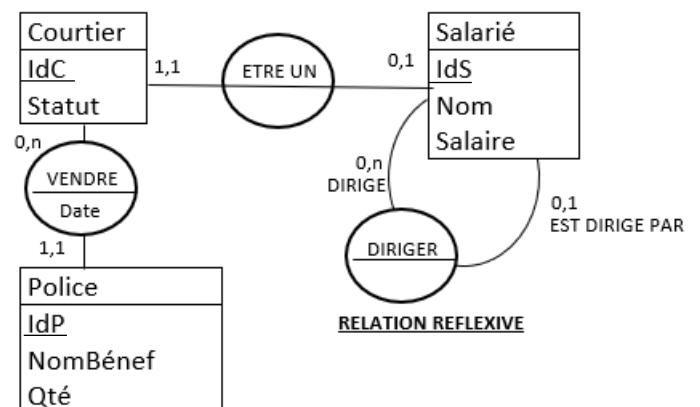 Courtier
IdC
Statut
1,1
ETRE UN
0,1
Salarié
IdS
Nom
Salaire
0,n
VENDRE
Date
1,1
Police
IdP
NomBénef
Qté
0,n
DIRIGE
DIRIGER
0,1
EST DIRIGE PAR
RELATION REFLEXIVE